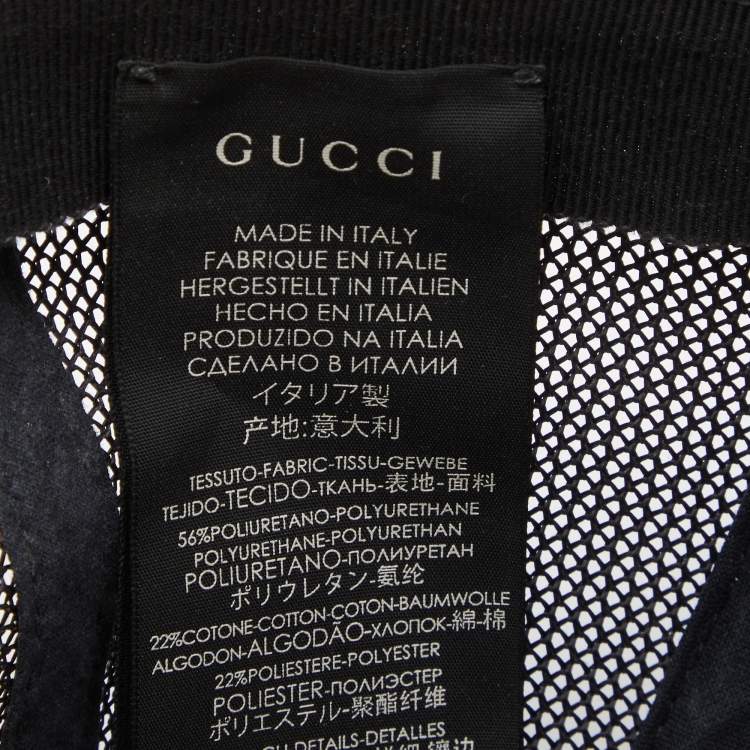 GUCCI
MADE IN ITALY
FABRIQUE EN ITALIE
HERGESTELLT IN ITALIEN
HECHO EN ITALIA
PRODUZIDO NA ITALIA
СДЕЛАНО В ИТАЛИИ
イタリア製
产地:意大利
TESSUTO-FABRIC-TISSU-GEWEBE
TEJIDO-TECIDO-ТКАНЬ-表地-面料
56%POLIURETANO-POLYURETHANE
POLYURETHANE-POLYURETHAN
POLIURETANO-ПОЛИУРЕТАН
ポリウレタン-氨纶
22%COTONE-COTTON-COTON-BAUMWOLLE
ALGODON-ALGODÃO-ХЛОПОК-綿-棉
22%POLIESTERE-POLYESTER
POLIESTER-ПОЛИЭСТЕР
ポリエステル-聚酯纤维
GLI-DETAILS-DETALLES